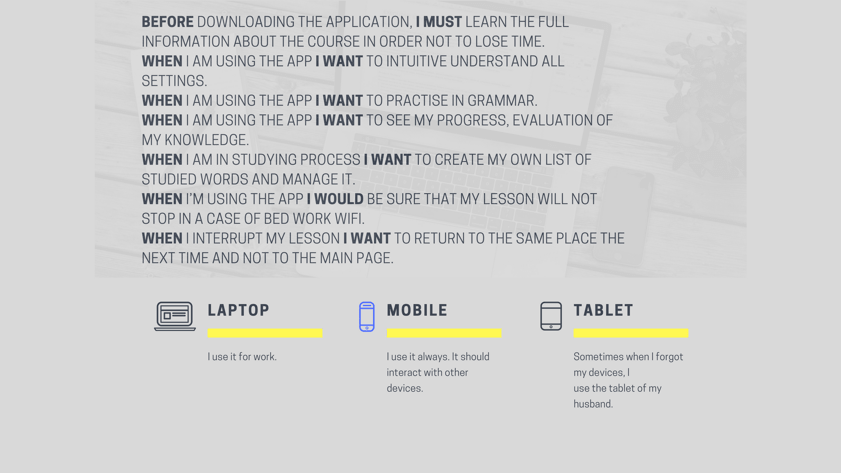 BEFORE DOWNLOADING THE APPLICATION, I MUST LEARN THE FULL
INFORMATION ABOUT THE COURSE IN ORDER NOT TO LOSE TIME.
WHEN I AM USING THE APP I WANT TO INTUITIVE UNDERSTAND ALL
SETTINGS.
WHEN I AM USING THE APP I WANT TO PRACTISE IN GRAMMAR.
WHEN I AM USING THE APP I WANT TO SEE MY PROGRESS, EVALUATION OF
MY KNOWLEDGE.
WHEN I AM IN STUDYING PROCESS I WANT TO CREATE MY OWN LIST OF
STUDIED WORDS AND MANAGE IT.
WHEN I'M USING THE APP I WOULD BE SURE THAT MY LESSON WILL NOT
STOP IN A CASE OF BED WORK WIFI.
WHEN I INTERRUPT MY LESSON I WANT TO RETURN TO THE SAME PLACE THE
NEXT TIME AND NOT TO THE MAIN PAGE.
LAPTOP
I use it for work.
MOBILE
I use it always. It should
interact with other
devices.
TABLET
Sometimes when I forgot
my devices, I
use the tablet of my
husband.